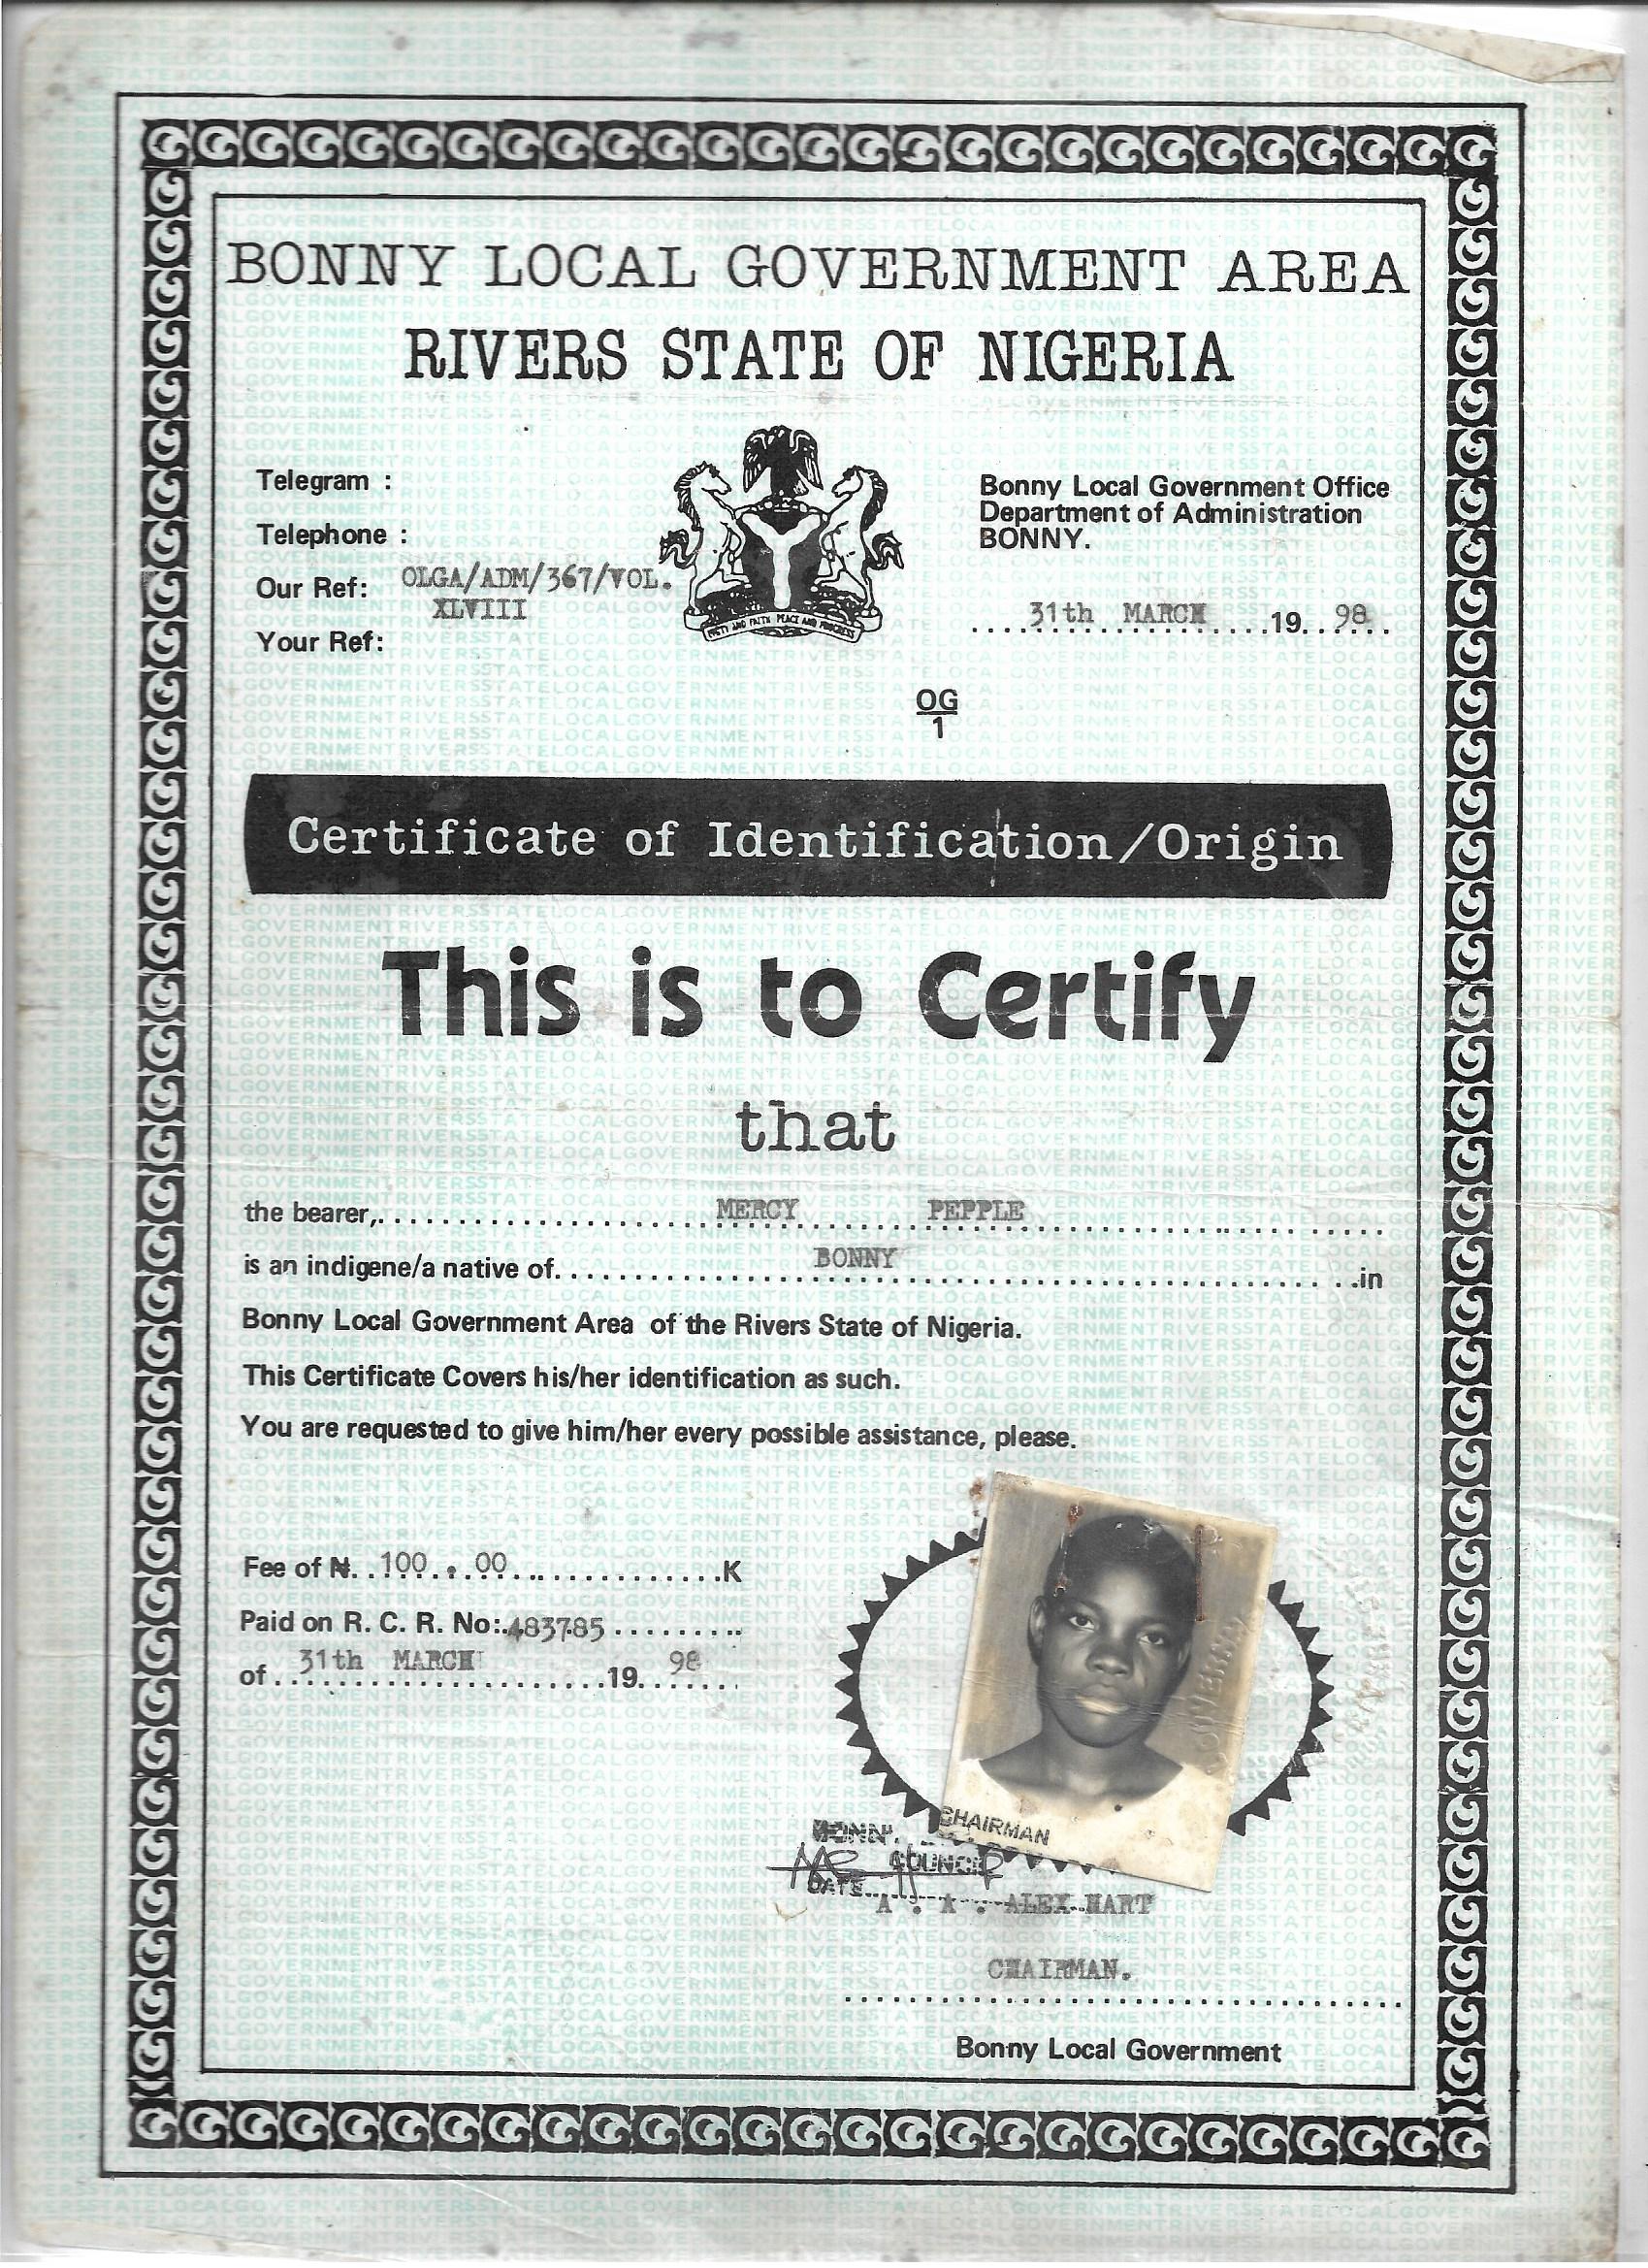 BONNY LOCAL GOVERNMENT AREA
RIVERS STATE OF NIGERIA
Telegram :
Telephone :
Our Ref: OLGA/ADM/367/VOL.
XLVIII
Your Ref:
UNITY AND FAITH PEACE AND PROGRESS
Bonny Local Government Office
Department of Administration
BONNY.
31th MARCH 19 98
OG
1
Certificate of Identification/Origin
This is to Certify
that
the bearer, MERCY PEPPLE
is an indigene/a native of BONNY in
Bonny Local Government Area of the Rivers State of Nigeria.
This Certificate Covers his/her identification as such.
You are requested to give him/her every possible assistance, please.
Fee of ₦ 100 . 00 K
Paid on R. C. R. No: 483785
of 31th MARCH 19 98
CHAIRMAN
COUNCIL
DATE
A . A . ALEX-HART
CHAIRMAN.
Bonny Local Government